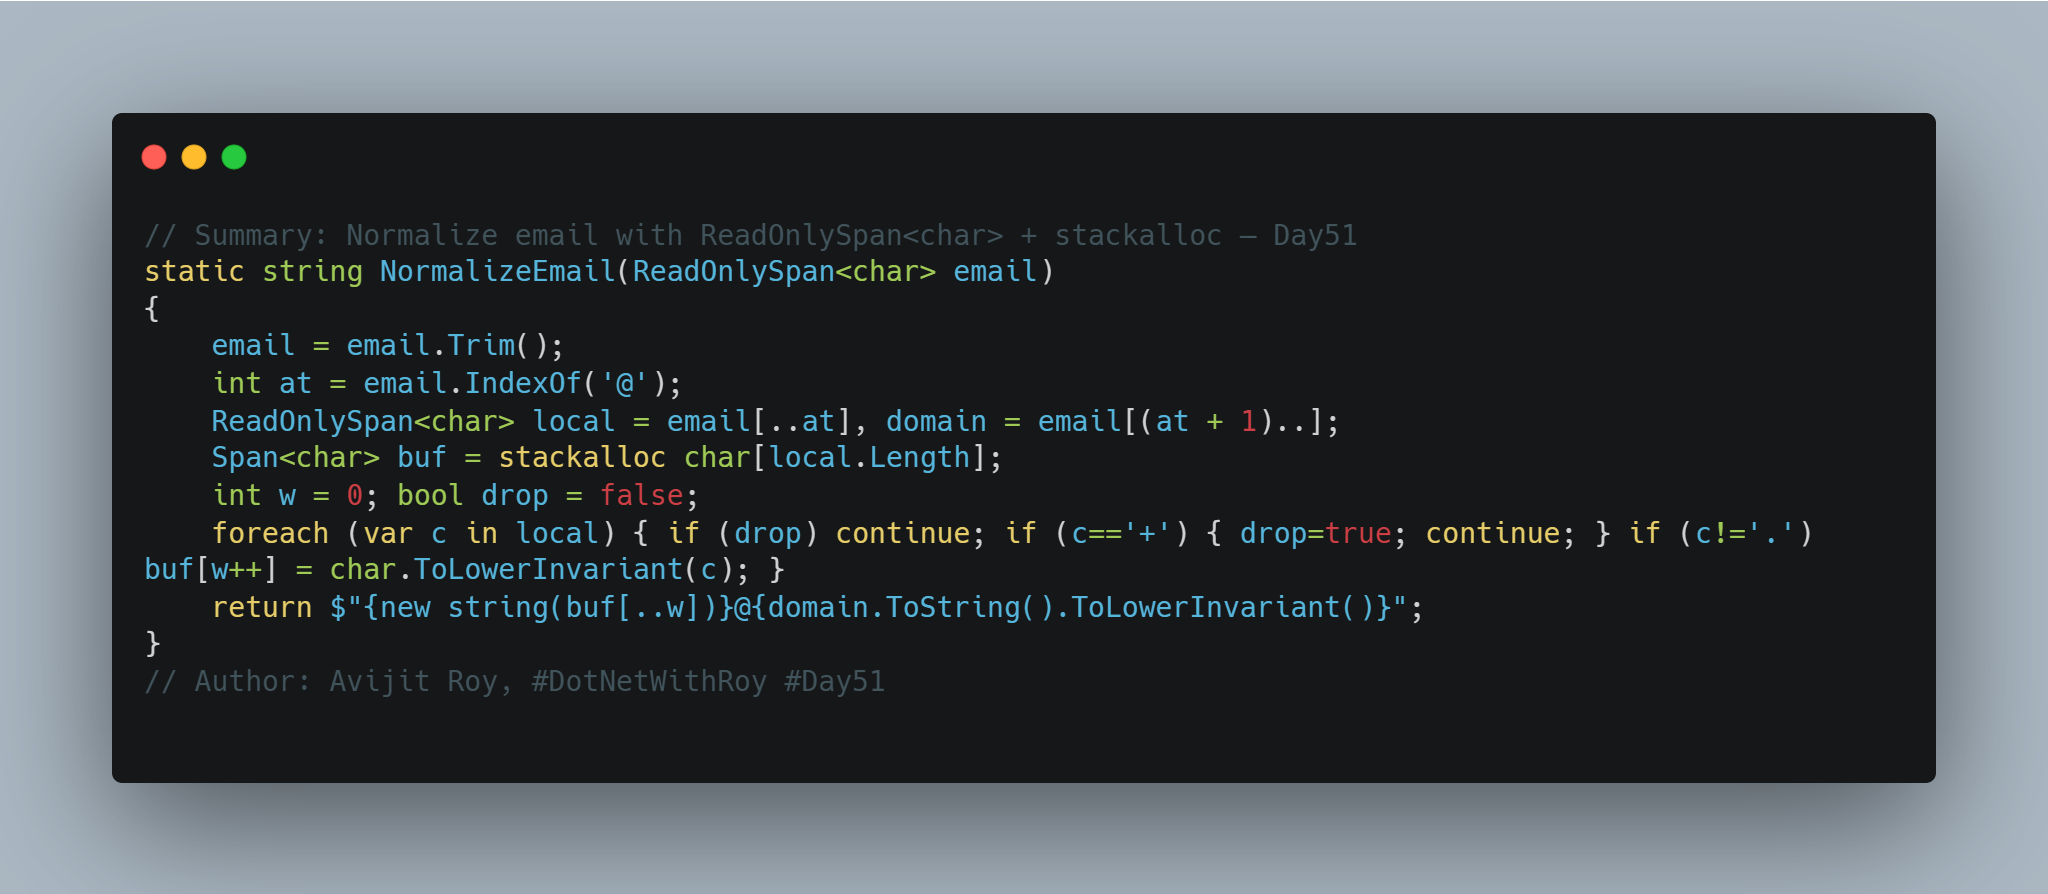 // Summary: Normalize email with ReadOnlySpan<char> + stackalloc — Day51
static string NormalizeEmail(ReadOnlySpan<char> email)
{
    email = email.Trim();
    int at = email.IndexOf('@');
    ReadOnlySpan<char> local = email[..at], domain = email[(at + 1)..];
    Span<char> buf = stackalloc char[local.Length];
    int w = 0; bool drop = false;
    foreach (var c in local) { if (drop) continue; if (c=='+') { drop=true; continue; } if (c!='.')
buf[w++] = char.ToLowerInvariant(c); }
    return $"{new string(buf[..w])}@{domain.ToString().ToLowerInvariant()}";
}
// Author: Avijit Roy, #DotNetWithRoy #Day51